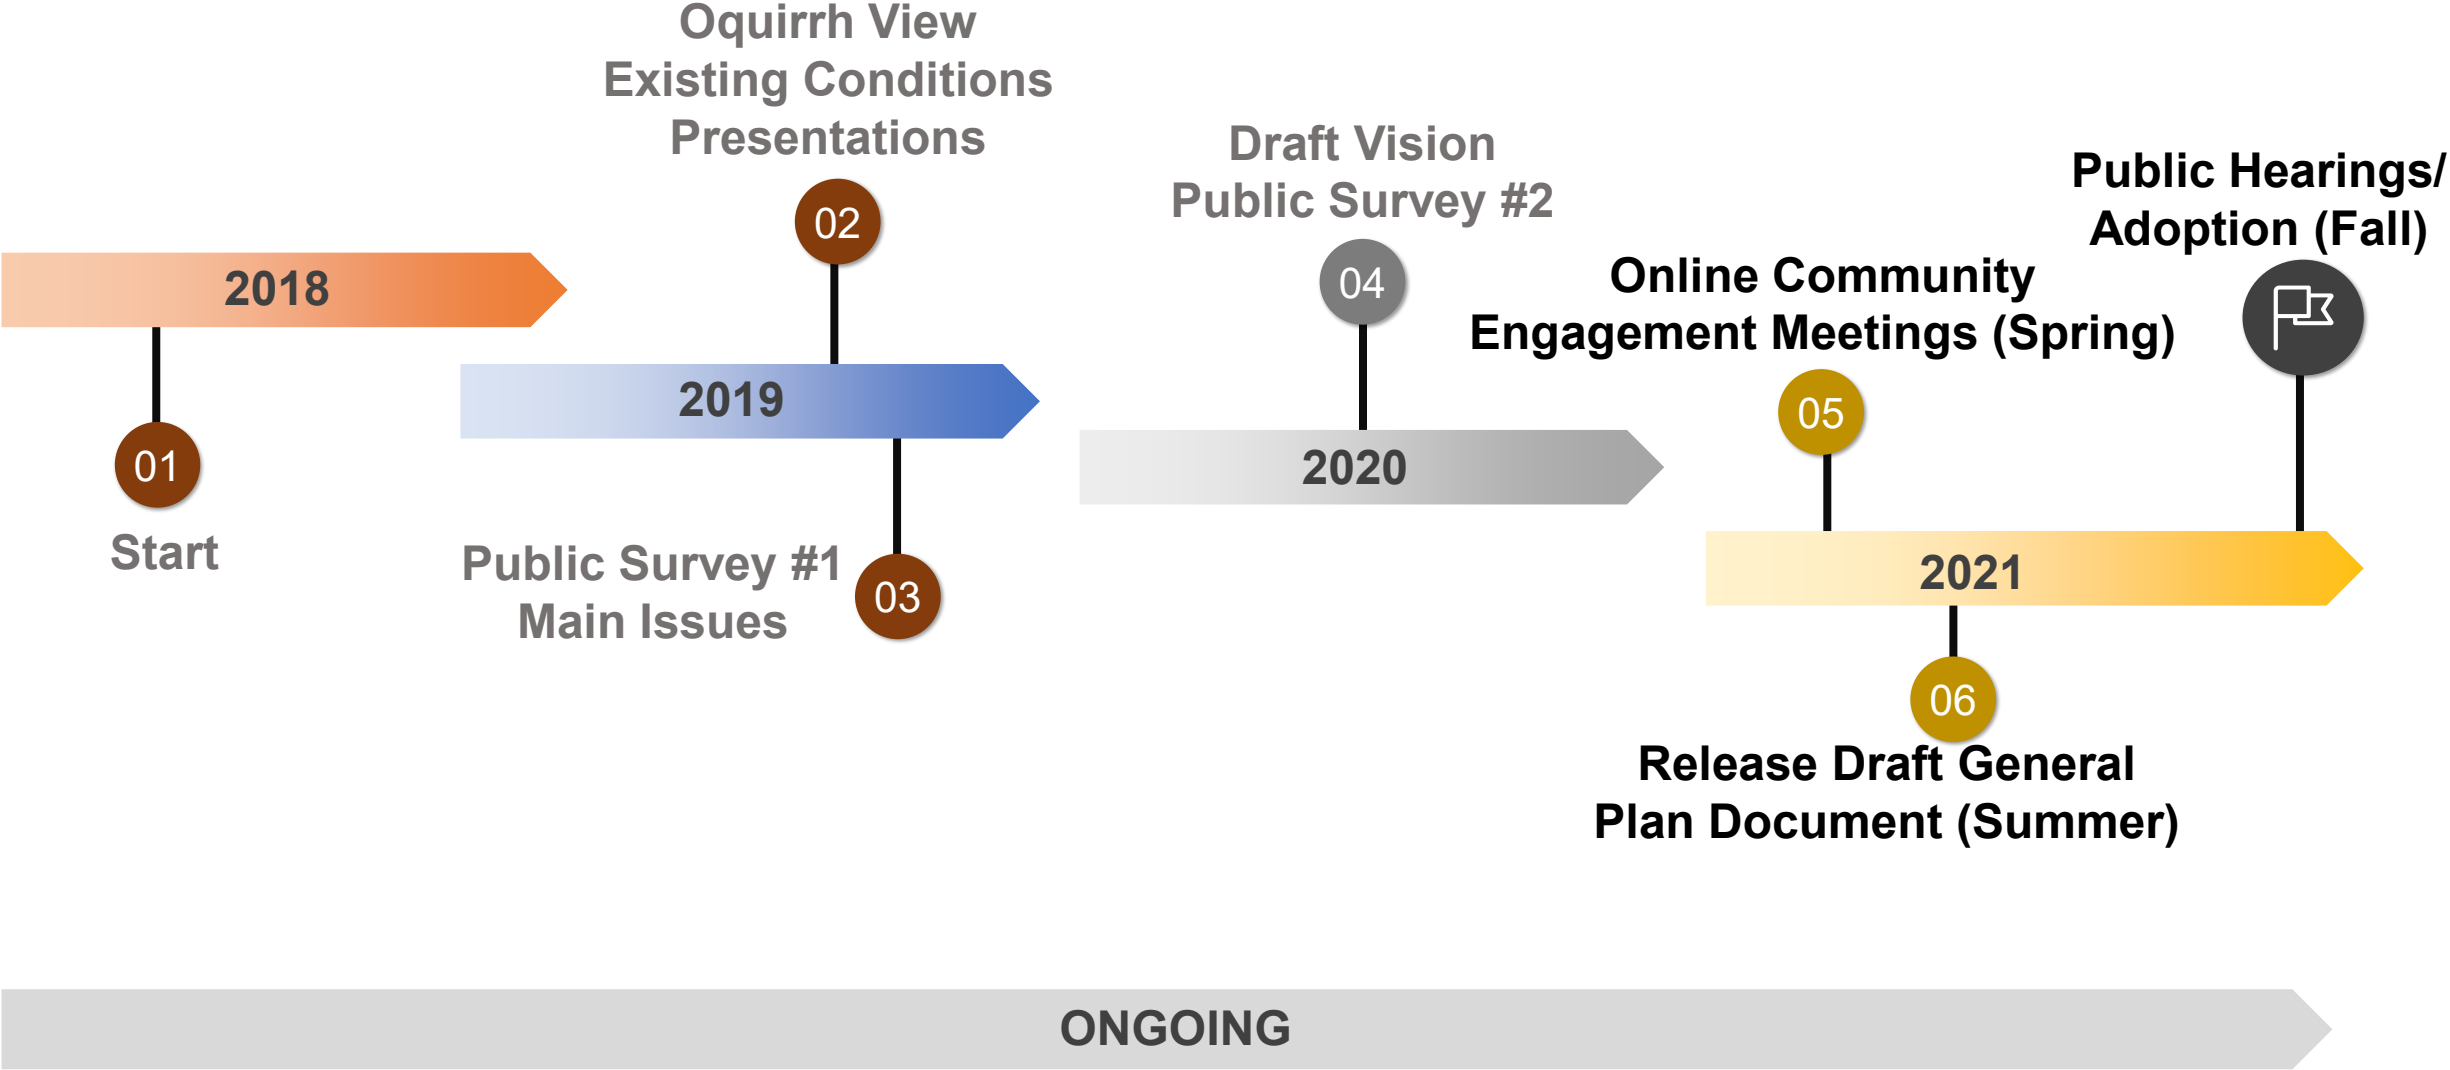 Oquirrh View
Existing Conditions
Presentations
02
2018
01
Start
2019
Public Survey #1
Main Issues
03
Draft Vision
Public Survey #2
04
2020
Online Community
Engagement Meetings (Spring)
05
Public Hearings/
Adoption (Fall)
2021
06
Release Draft General
Plan Document (Summer)
ONGOING